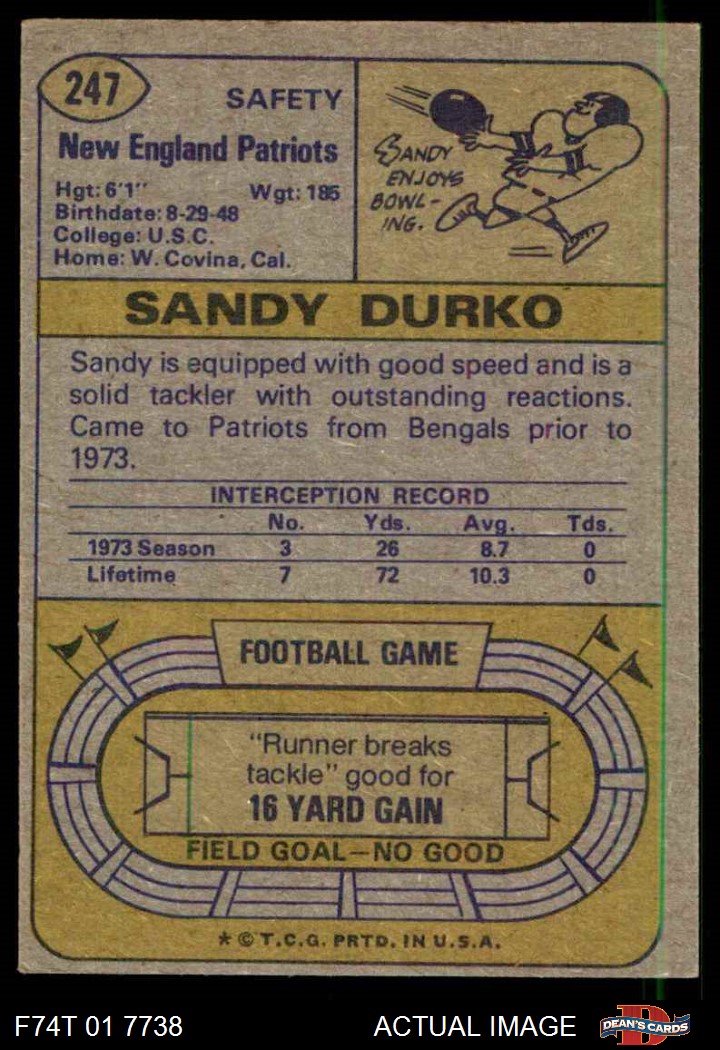 247
SAFETY
New England Patriots
Hgt: 6'1" Wgt: 185
Birthdate: 8-29-48
College: U.S.C.
Home: W. Covina, Cal.
SANDY
ENJOYS
BOWL-
ING.
SANDY DURKO
Sandy is equipped with good speed and is a
solid tackler with outstanding reactions.
Came to Patriots from Bengals prior to
1973.
INTERCEPTION RECORD
No. Yds. Avg. Tds.
1973 Season 3 26 8.7 0
Lifetime 7 72 10.3 0
FOOTBALL GAME
"Runner breaks
tackle" good for
16 YARD GAIN
FIELD GOAL—NO GOOD
* © T.C.G. PRTD. IN U.S.A.
F74T 01 7738 ACTUAL IMAGE
DEAN'S CARDS